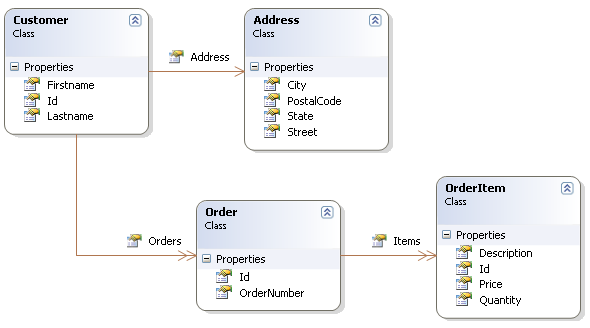 Customer
Class
Properties
Firstname
Id
Lastname
Address
Address
Class
Properties
City
PostalCode
State
Street
Orders
Order
Class
Properties
Id
OrderNumber
Items
OrderItem
Class
Properties
Description
Id
Price
Quantity